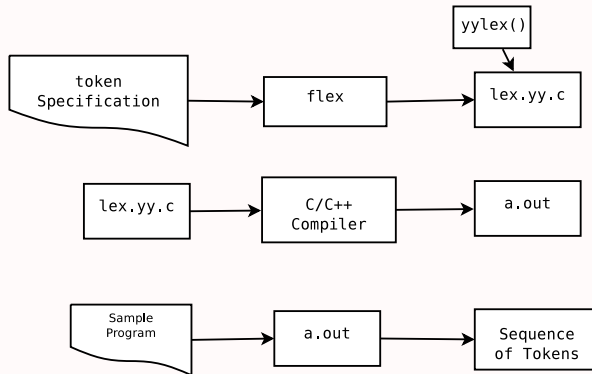 yylex()
token
Specification
flex
lex.yy.c
lex.yy.c
C/C++
Compiler
a.out
Sample
Program
a.out
Sequence
of Tokens